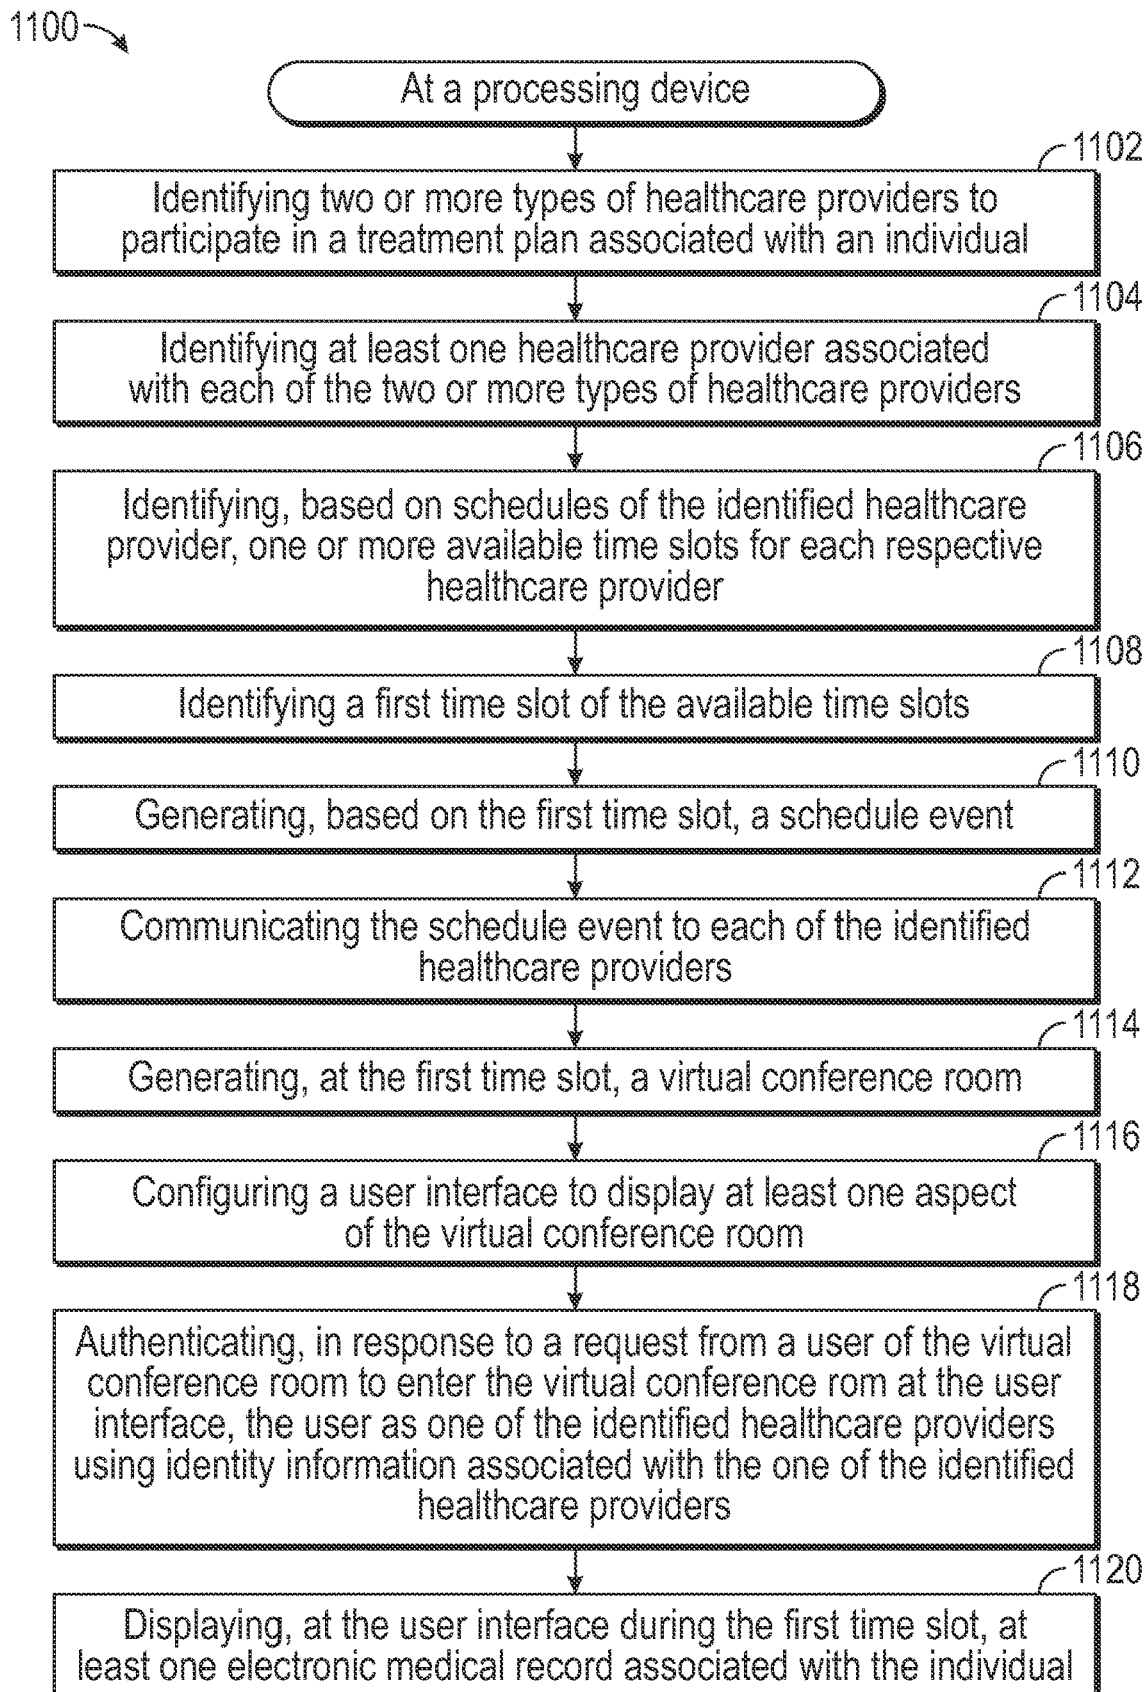 1100
At a processing device
1102
Identifying two or more types of healthcare providers to
participate in a treatment plan associated with an individual
1104
Identifying at least one healthcare provider associated
with each of the two or more types of healthcare providers
1106
Identifying, based on schedules of the identified healthcare
provider, one or more available time slots for each respective
healthcare provider
1108
Identifying a first time slot of the available time slots
1110
Generating, based on the first time slot, a schedule event
1112
Communicating the schedule event to each of the identified
healthcare providers
1114
Generating, at the first time slot, a virtual conference room
1116
Configuring a user interface to display at least one aspect
of the virtual conference room
1118
Authenticating, in response to a request from a user of the virtual
conference room to enter the virtual conference rom at the user
interface, the user as one of the identified healthcare providers
using identity information associated with the one of the identified
healthcare providers
1120
Displaying, at the user interface during the first time slot, at
least one electronic medical record associated with the individual